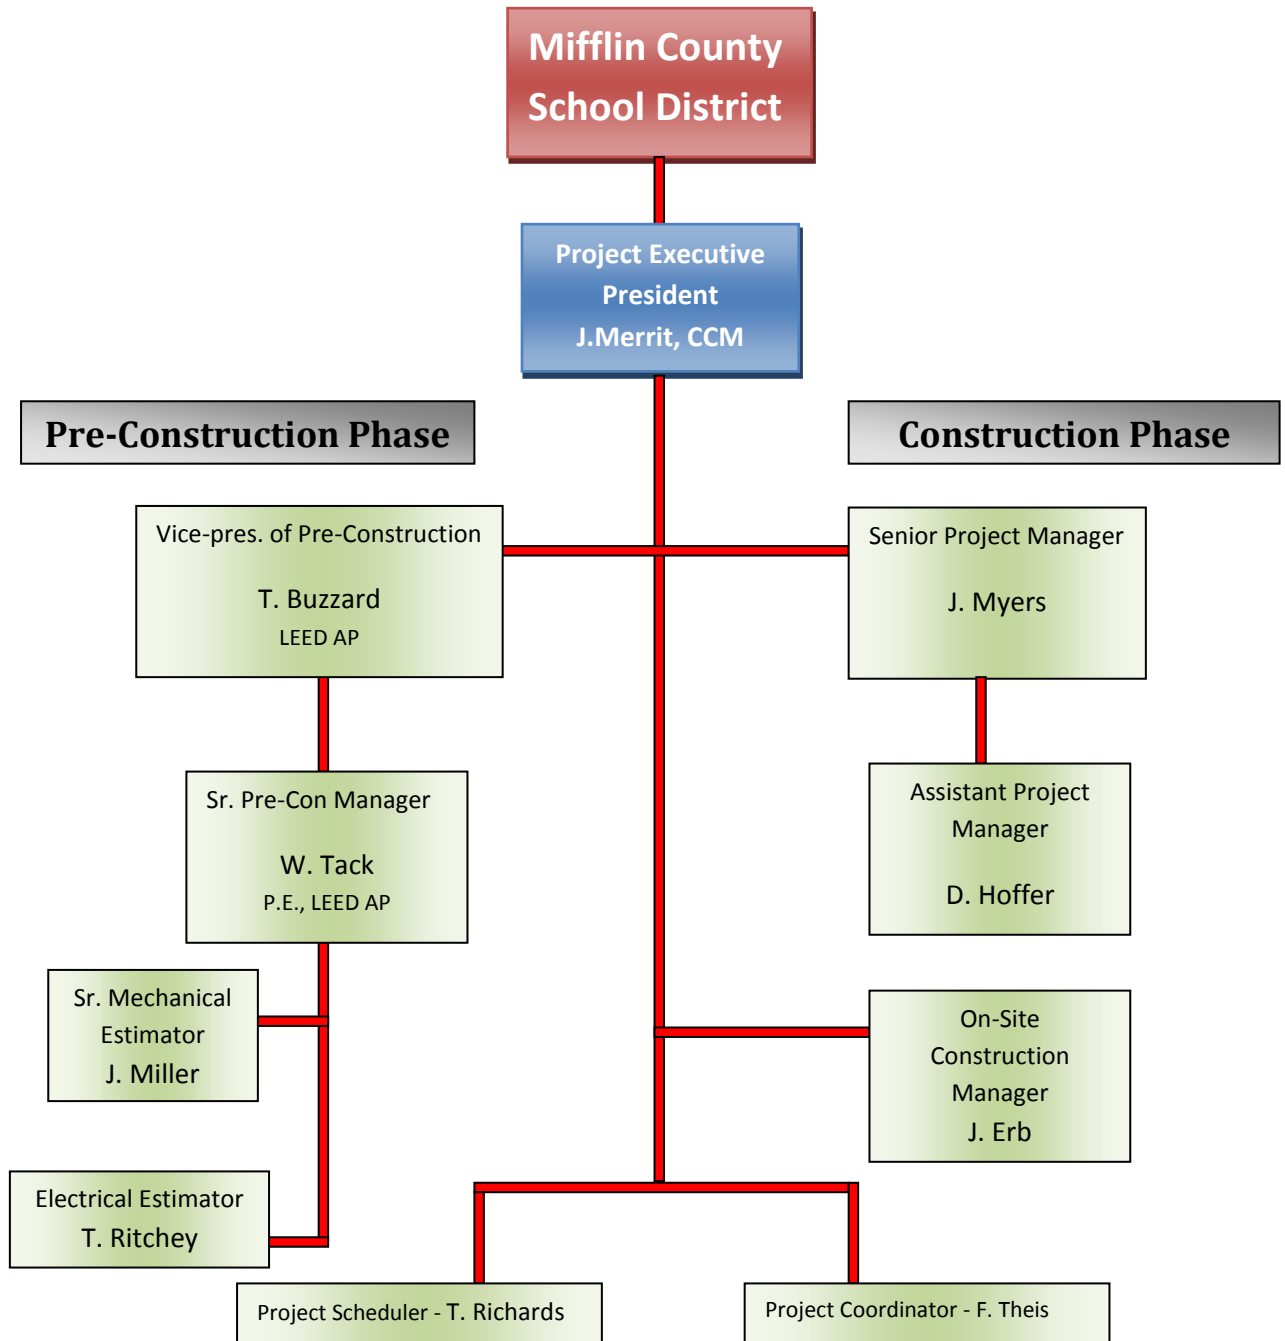 Mifflin County
School District
Project Executive
President
J.Merrit, CCM
Pre-Construction Phase
Construction Phase
Vice-pres. of Pre-Construction
T. Buzzard
LEED AP
Senior Project Manager
J. Myers
Sr. Pre-Con Manager
W. Tack
P.E., LEED AP
Assistant Project
Manager
D. Hoffer
Sr. Mechanical
Estimator
J. Miller
On-Site
Construction
Manager
J. Erb
Electrical Estimator
T. Ritchey
Project Scheduler - T. Richards
Project Coordinator - F. Theis